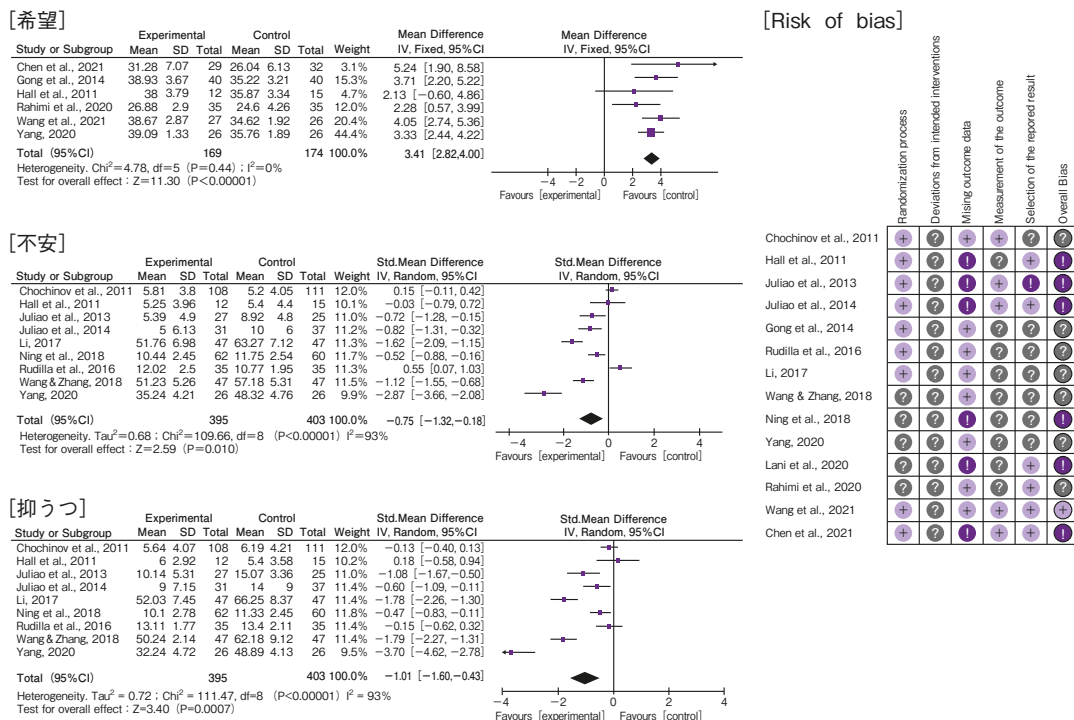 [希望]
Experimental Control Mean Difference Mean Difference
Study or Subgroup Mean SD Total Mean SD Total Weight IV, Fixed, 95%CI IV, Fixed, 95%CI
Chen et al., 2021 31.28 7.07 29 26.04 6.13 32 3.1% 5.24 [1.90, 8.58]
Gong et al., 2014 38.93 3.67 40 35.22 3.21 40 15.3% 3.71 [2.20, 5.22]
Hall et al., 2011 38 3.79 12 35.87 3.34 15 4.7% 2.13 [−0.60, 4.86]
Rahimi et al., 2020 26.88 2.9 35 24.6 4.26 35 12.0% 2.28 [0.57, 3.99]
Wang et al., 2021 38.67 2.87 27 34.62 1.92 26 20.4% 4.05 [2.74, 5.36]
Yang, 2020 39.09 1.33 26 35.76 1.89 26 44.4% 3.33 [2.44, 4.22]
Total (95%CI) 169 174 100.0% 3.41 [2.82,4.00]
Heterogeneity. Chi²=4.78, df=5 (P=0.44) ; I²=0%
Test for overall effect : Z=11.30 (P<0.00001)
−4 −2 0 2 4
Favours [experimental] Favours [control]
[不安]
Experimental Control Std.Mean Difference Std.Mean Difference
Study or Subgroup Mean SD Total Mean SD Total Weight IV, Random, 95%CI IV, Random, 95%CI
Chochinov et al., 2011 5.81 3.8 108 5.2 4.05 111 12.0% 0.15 [−0.11, 0.42]
Hall et al., 2011 5.25 3.96 12 5.4 4.4 15 10.1% −0.03 [−0.79, 0.72]
Juliao et al., 2013 5.39 4.9 27 8.92 4.8 25 11.0% −0.72 [−1.28, −0.15]
Juliao et al., 2014 5 6.13 31 10 6 37 11.3% −0.82 [−1.31, −0.32]
Li, 2017 51.76 6.98 47 63.27 7.12 47 11.4% −1.62 [−2.09, −1.15]
Ning et al., 2018 10.44 2.45 62 11.75 2.54 60 11.8% −0.52 [−0.88, −0.16]
Rudilla et al., 2016 12.02 2.5 35 10.77 1.95 35 11.4% 0.55 [0.07, 1.03]
Wang & Zhang, 2018 51.23 5.26 47 57.18 5.31 47 11.5% −1.12 [−1.55, −0.68]
Yang, 2020 35.24 4.21 26 48.32 4.76 26 9.9% −2.87 [−3.66, −2.08]
Total (95%CI) 395 403 100.0% −0.75 [−1.32,−0.18]
Heterogeneity. Tau²=0.68 ; Chi²=109.66, df=8 (P<0.00001) I²=93%
Test for overall effect : Z=2.59 (P=0.010)
−4 −2 0 2 4
Favours [experimental] Favours [control]
[抑うつ]
Experimental Control Std.Mean Difference Std.Mean Difference
Study or Subgroup Mean SD Total Mean SD Total Weight IV, Random, 95%CI IV, Random, 95%CI
Chochinov et al., 2011 5.64 4.07 108 6.19 4.21 111 12.0% −0.13 [−0.40, 0.13]
Hall et al., 2011 6 2.92 12 5.4 3.58 15 10.1% 0.18 [−0.58, 0.94]
Juliao et al., 2013 10.14 5.31 27 15.07 3.36 25 11.0% −1.08 [−1.67,−0.50]
Juliao et al., 2014 9 7.15 31 14 9 37 11.3% −0.60 [−1.09, −0.11]
Li, 2017 52.03 7.45 47 66.25 8.37 47 11.4% −1.78 [−2.26, −1.30]
Ning et al., 2018 10.1 2.78 62 11.33 2.45 60 11.8% −0.47 [−0.83, −0.11]
Rudilla et al., 2016 13.11 1.77 35 13.4 2.11 35 11.4% −0.15 [−0.62, 0.32]
Wang & Zhang, 2018 50.24 2.14 47 62.18 9.12 47 11.4% −1.79 [−2.27, −1.31]
Yang, 2020 32.24 4.72 26 48.89 4.13 26 9.5% −3.70 [−4.62, −2.78]
Total (95%CI) 395 403 100.0% −1.01 [−1.60,−0.43]
Heterogeneity. Tau² = 0.72 ; Chi² = 111.47, df=8 (P<0.00001) I² = 93%
Test for overall effect : Z=3.40 (P=0.0007)
−4 −2 0 2 4
Favours [experimental] Favours [control]
[Risk of bias]
Randomization process
Deviations from intended interventions
Mising outcome data
Measurement of the outcome
Selection of the repored result
Overall Bias
Chochinov et al., 2011 + ? + + ? ?
Hall et al., 2011 + ? ! ? + !
Juliao et al., 2013 + ? ! + ! !
Juliao et al., 2014 + ? ! + + !
Gong et al., 2014 + ? + ? ? ?
Rudilla et al., 2016 + ? + ? ? ?
Li, 2017 + ? + ? ? ?
Wang & Zhang, 2018 ? ? + ? ? ?
Ning et al., 2018 + ? ! ? ? !
Yang, 2020 ? ? + ? ? ?
Lani et al., 2020 ? ? ! ? + !
Rahimi et al., 2020 ? ? + ? + ?
Wang et al., 2021 + + + + + +
Chen et al., 2021 + ? ! ? + !